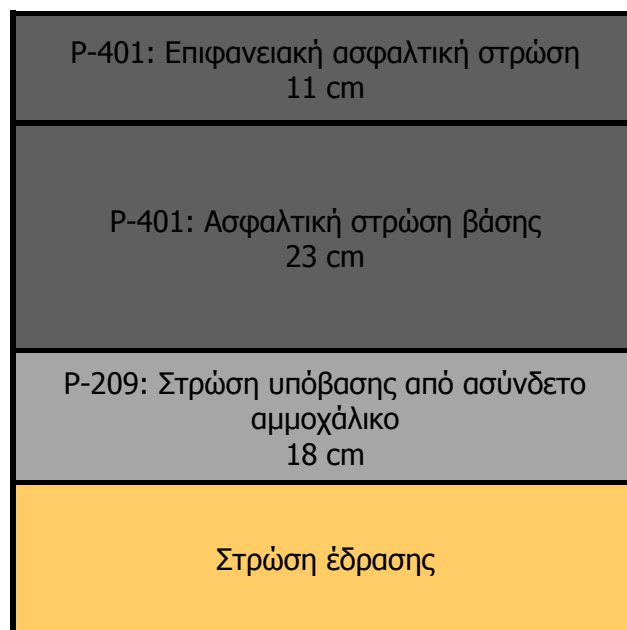 P-401: Επιφανειακή ασφαλτική στρώση
11 cm
P-401: Ασφαλτική στρώση βάσης
23 cm
P-209: Στρώση υπόβασης από ασύνδετο
αμμοχάλικο
18 cm
Στρώση έδρασης